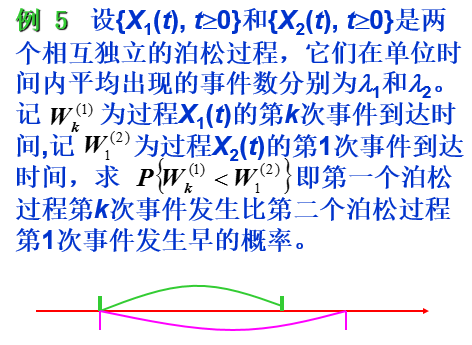 例 5 设{X₁(t), t≥0}和{X₂(t), t≥0}是两
个相互独立的泊松过程，它们在单位时
间内平均出现的事件数分别为λ₁和λ₂。
记 Wₖ⁽¹⁾ 为过程X₁(t)的第k次事件到达时
间,记 W₁⁽²⁾ 为过程X₂(t)的第1次事件到达
时间，求 P{Wₖ⁽¹⁾ < W₁⁽²⁾} 即第一个泊松
过程第k次事件发生比第二个泊松过程
第1次事件发生早的概率。